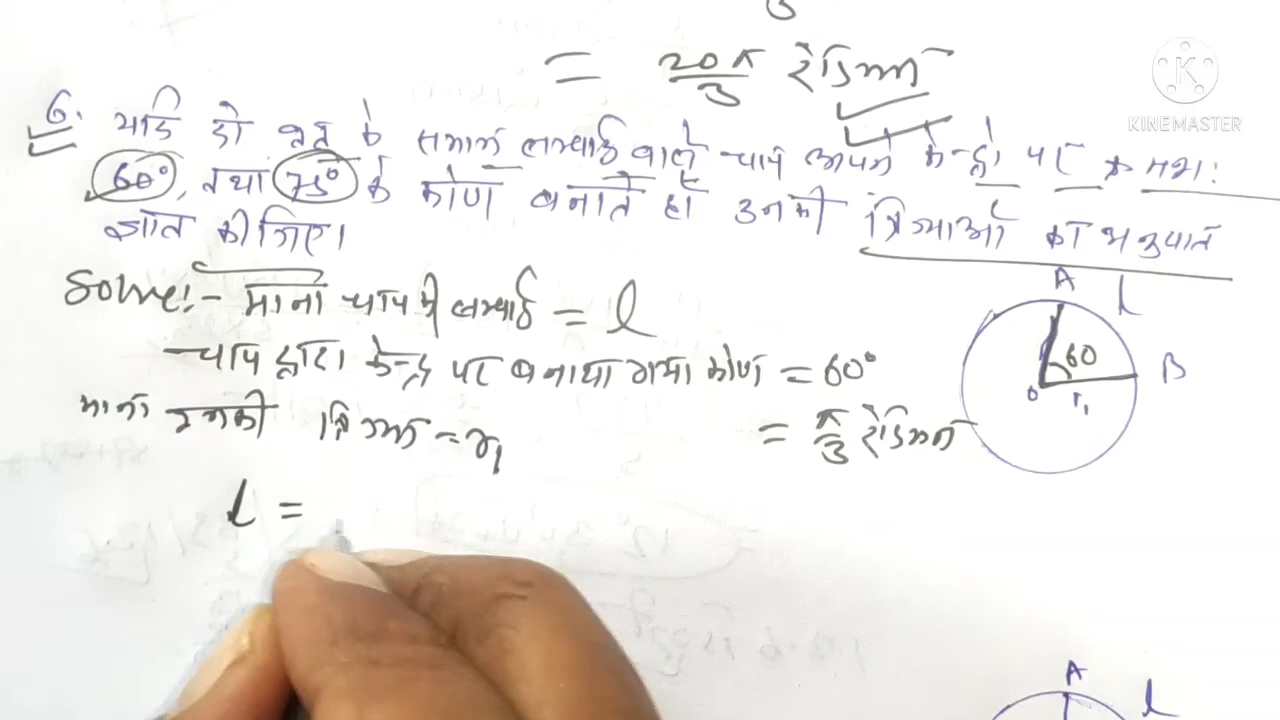 = 20π/3 रेडियन
KINEMASTER
6. यदि दो वृत्त के समान लम्बाई वाले चाप अपने केन्द्रो पर क्रमशः
60°, तथा 75° के कोण बनाते हो उनकी त्रिज्याओं का अनुपात
ज्ञात कीजिए।
Solve:- माना चाप की लम्बाई = l
चाप द्वारा केन्द्र पर बनाया गया कोण = 60°
माना इसकी त्रिज्या = r₁
= π/3 रेडियन
l =
A l
60
O r₁ B
A l